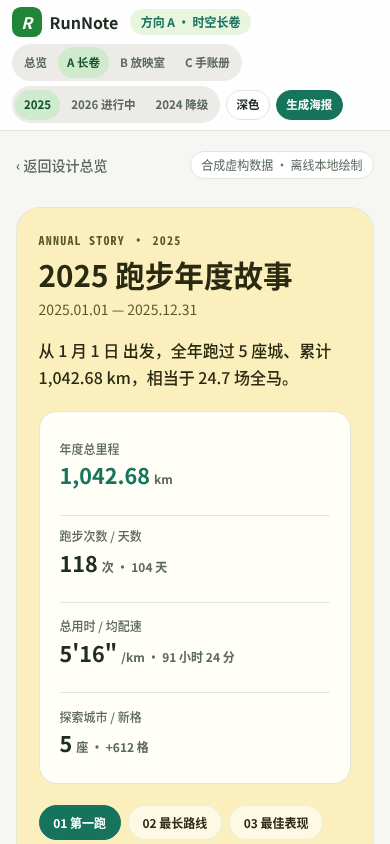 R RunNote 方向 A · 时空长卷
总览 A 长卷 B 放映室 C 手账册
2025 2026 进行中 2024 降级 深色 生成海报
‹ 返回设计总览 合成虚构数据 · 离线本地绘制
ANNUAL STORY · 2025
2025 跑步年度故事
2025.01.01 — 2025.12.31
从 1 月 1 日 出发，全年跑过 5 座城、累计
1,042.68 km，相当于 24.7 场全马。
年度总里程
1,042.68 km
跑步次数 / 天数
118 次 · 104 天
总用时 / 均配速
5'16" /km · 91 小时 24 分
探索城市 / 新格
5 座 · +612 格
01 第一跑 02 最长路线 03 最佳表现